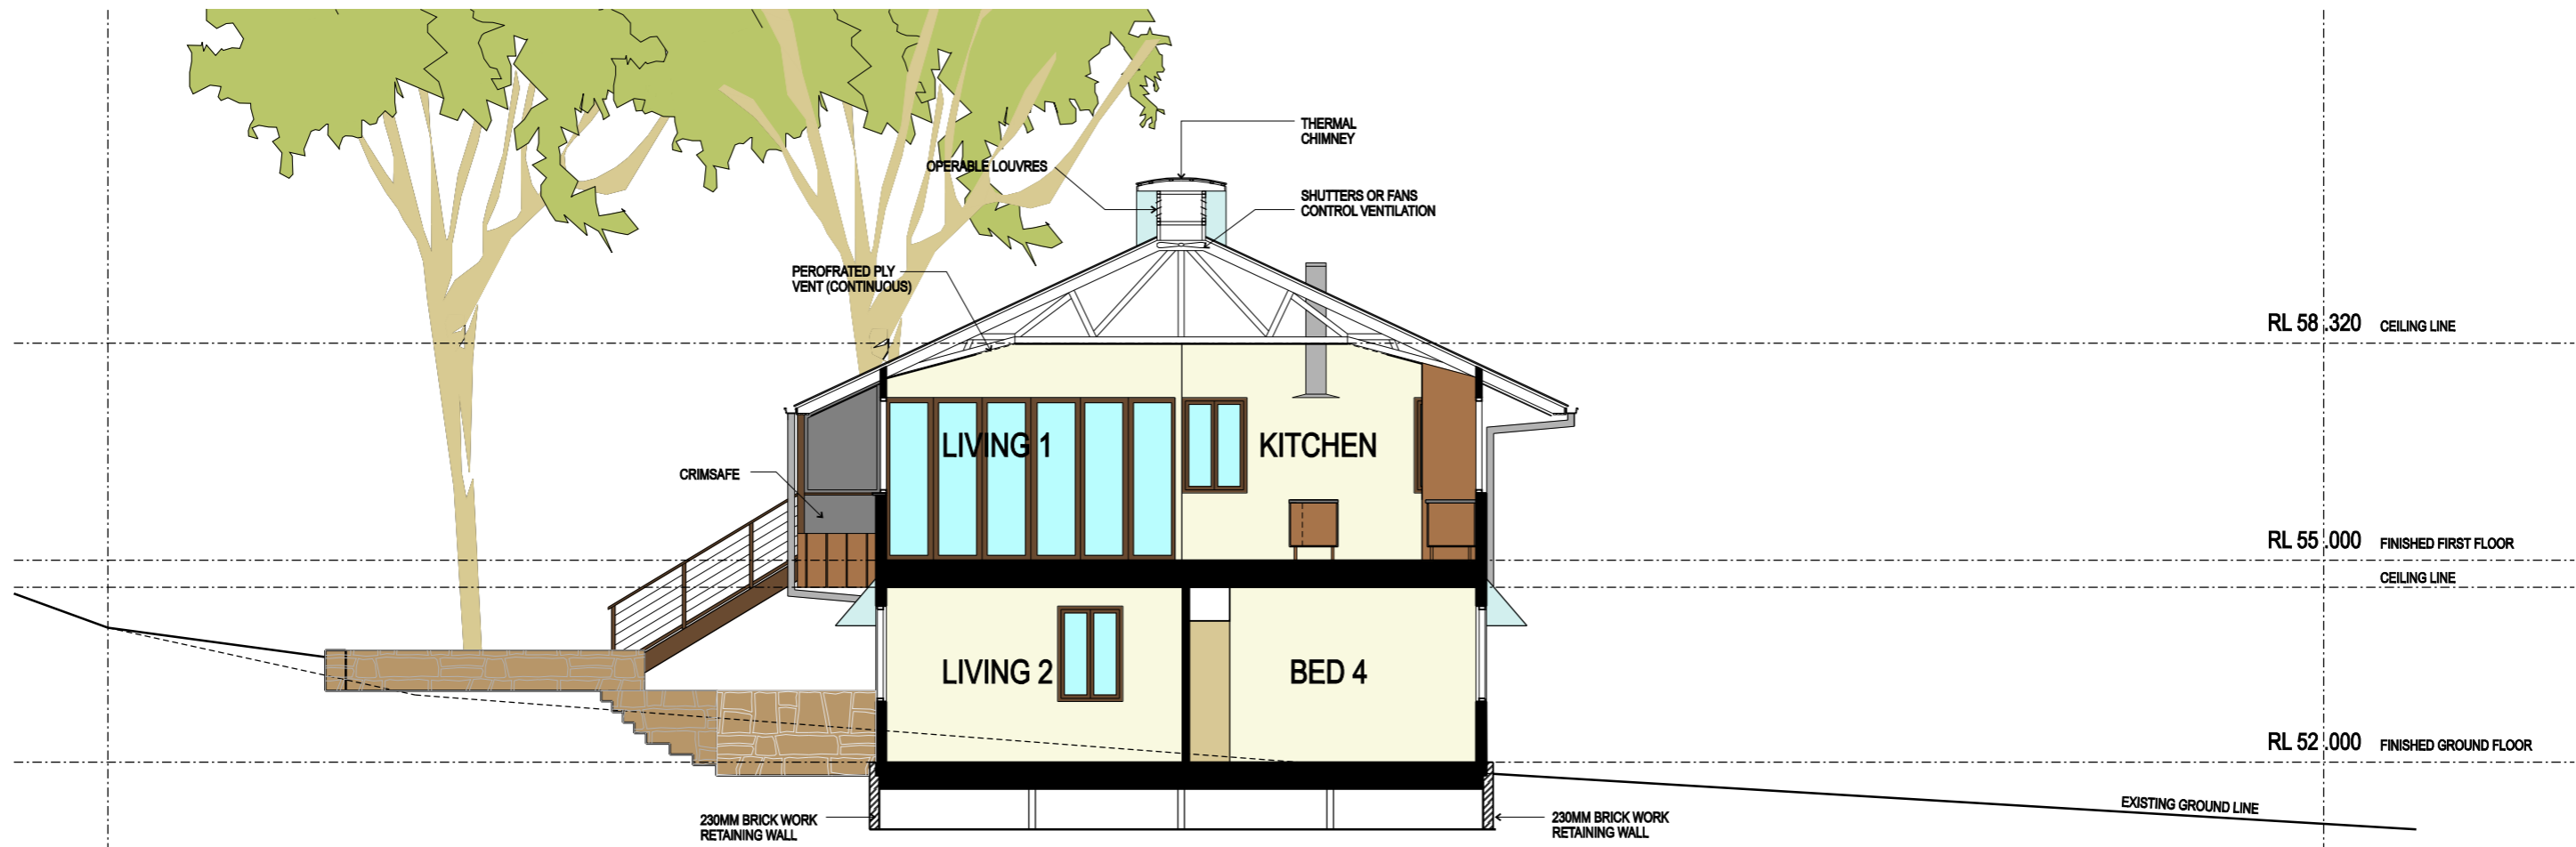 THERMAL
CHIMNEY
OPERABLE LOUVRES
SHUTTERS OR FANS
CONTROL VENTILATION
PEROFRATED PLY
VENT (CONTINUOUS)
RL 58.320 CEILING LINE
LIVING 1
KITCHEN
CRIMSAFE
RL 55.000 FINISHED FIRST FLOOR
CEILING LINE
LIVING 2
BED 4
RL 52.000 FINISHED GROUND FLOOR
EXISTING GROUND LINE
230MM BRICK WORK
RETAINING WALL
230MM BRICK WORK
RETAINING WALL